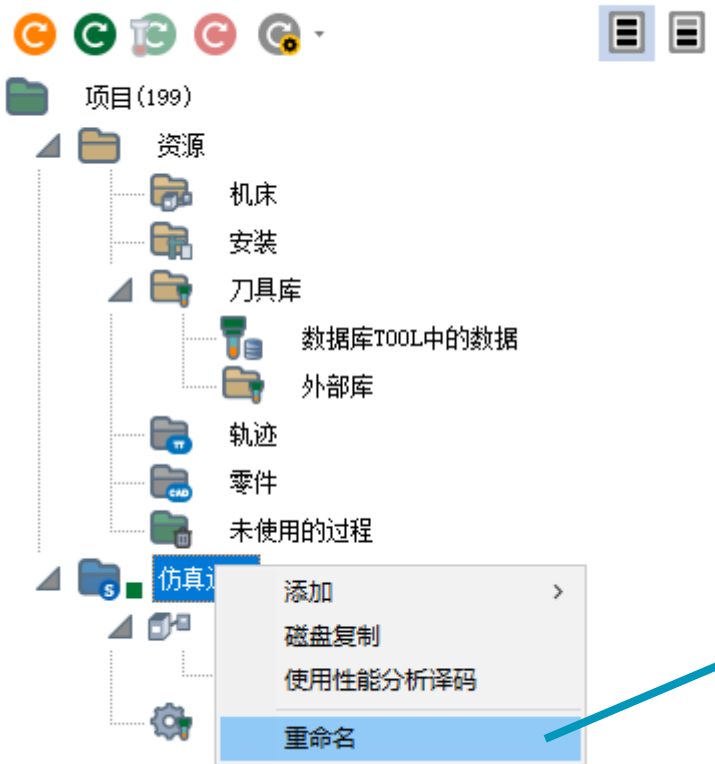 项目(199)
资源
机床
安装
刀具库
数据库TOOL中的数据
外部库
轨迹
CAD
零件
未使用的过程
S
仿真
添加
磁盘复制
使用性能分析译码
重命名